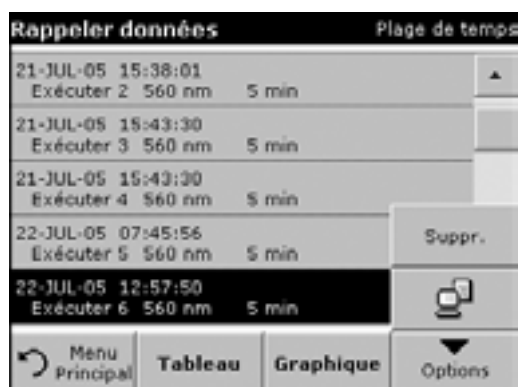 Rappeler données Plage de temps
21-JUL-05 15:38:01
Exécuter 2 560 nm 5 min
21-JUL-05 15:43:30
Exécuter 3 560 nm 5 min
21-JUL-05 15:43:30
Exécuter 4 560 nm 5 min
22-JUL-05 07:45:56
Exécuter 5 560 nm 5 min
Suppr.
22-JUL-05 12:57:50
Exécuter 6 560 nm 5 min
Menu
Principal
Tableau
Graphique
Options